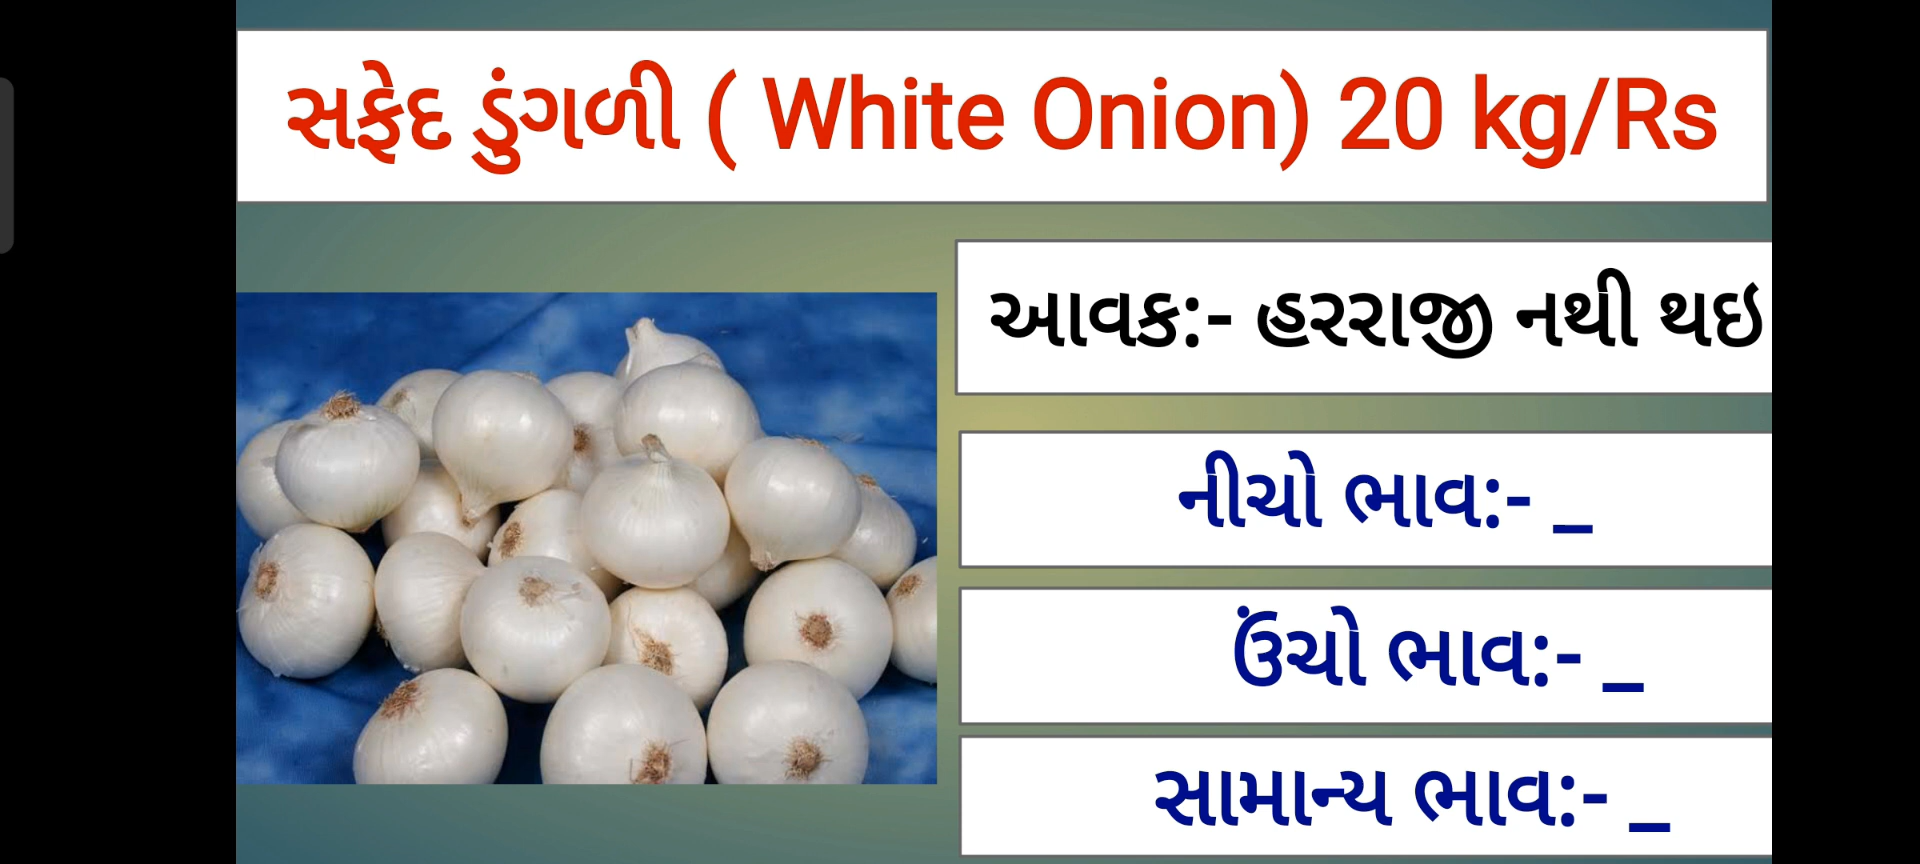 સફેદ ડુંગળી ( White Onion) 20 kg/Rs
આવક:- હરરાજી નથી થઇ
નીચો ભાવ:- _
ઉંચો ભાવ:- _
સામાન્ય ભાવ:- _